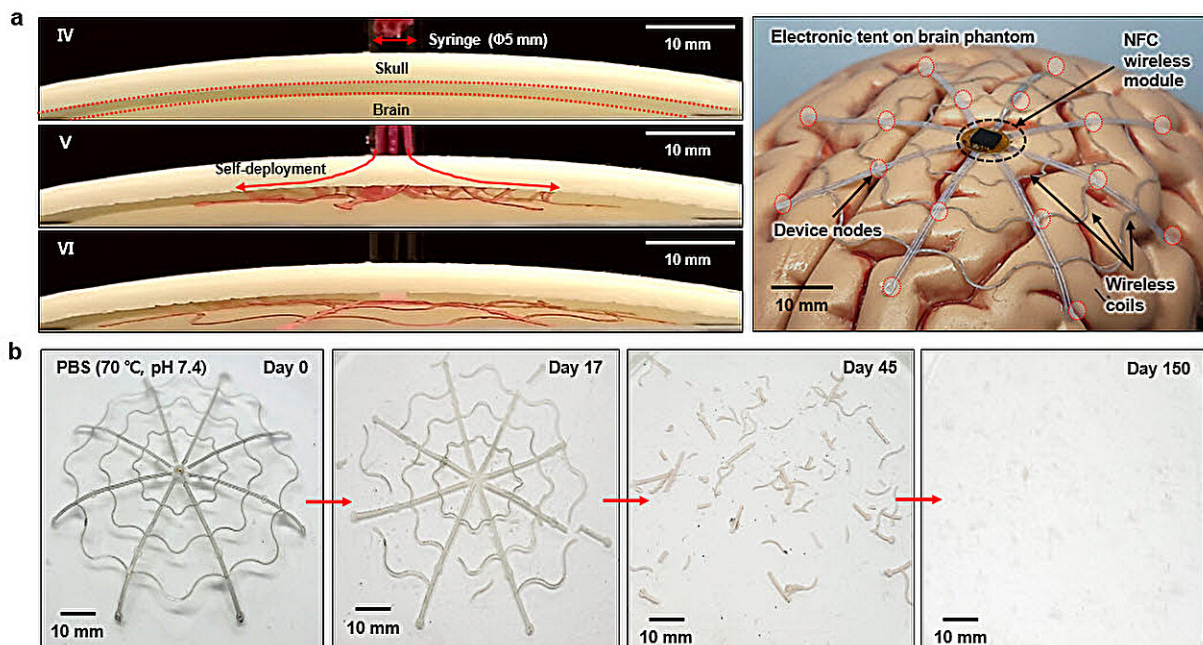 a
IV
Syringe (Φ5 mm)
10 mm
Skull
Brain
V
10 mm
Self-deployment
VI
10 mm
Electronic tent on brain phantom
NFC
wireless
module
Device nodes
Wireless
coils
10 mm
b
PBS (70 °C, pH 7.4)
Day 0
10 mm
Day 17
10 mm
Day 45
10 mm
Day 150
10 mm